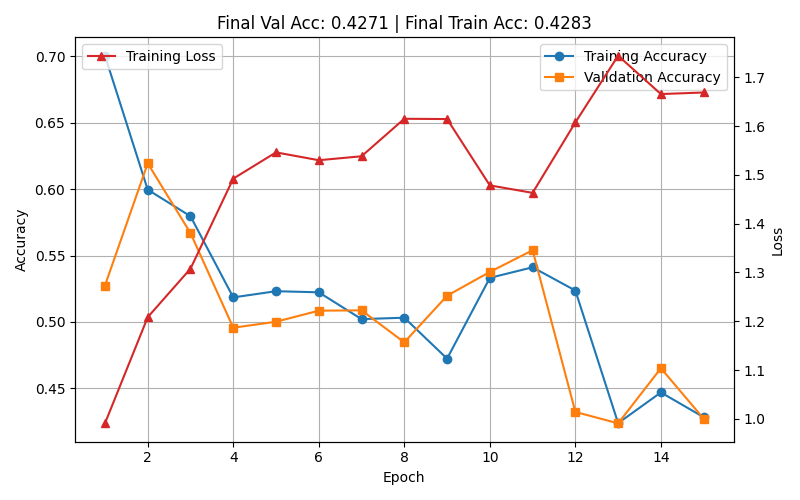 Final Val Acc: 0.4271 | Final Train Acc: 0.4283
Training Loss
Training Accuracy
Validation Accuracy
Accuracy
0.70
0.65
0.60
0.55
0.50
0.45
1.7
1.6
1.5
1.4
1.3
1.2
1.1
1.0
Loss
2 4 6 8 10 12 14
Epoch